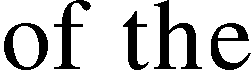 of the